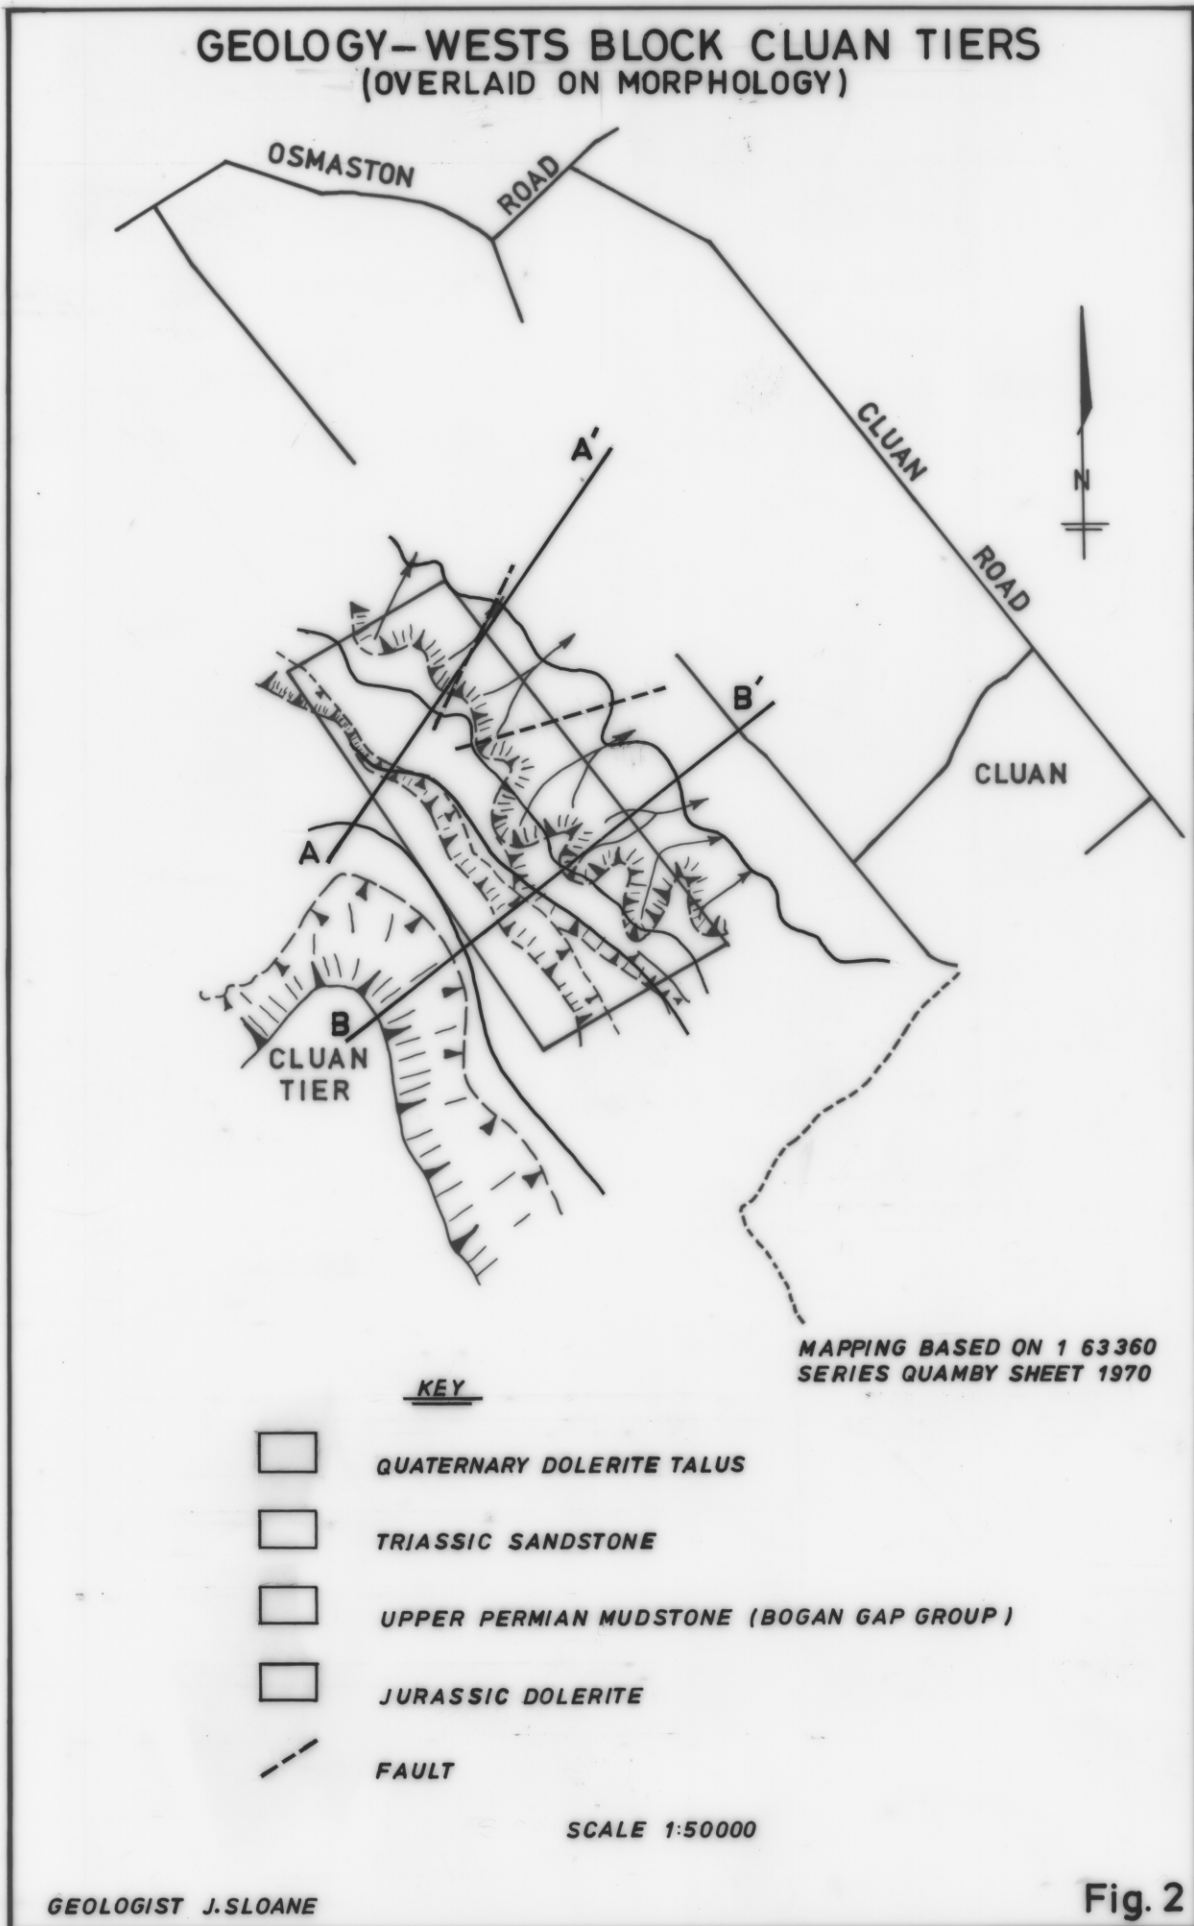 GEOLOGY–WESTS BLOCK CLUAN TIERS
(OVERLAID ON MORPHOLOGY)
OSMASTON ROAD
CLUAN ROAD
N
A'
B'
CLUAN
A
B
CLUAN
TIER
MAPPING BASED ON 1 63360
SERIES QUAMBY SHEET 1970
KEY
QUATERNARY DOLERITE TALUS
TRIASSIC SANDSTONE
UPPER PERMIAN MUDSTONE (BOGAN GAP GROUP)
JURASSIC DOLERITE
FAULT
SCALE 1:50000
GEOLOGIST J.SLOANE
Fig. 2